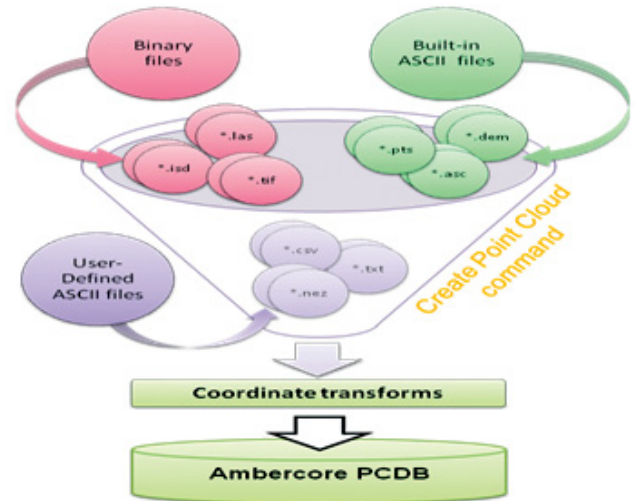 Binary
files
Built-in
ASCII files
*.las
*.isd
*.tif
*.dem
*.pts
*.asc
*.csv
*.txt
*.nez
User-
Defined
ASCII files
Create Point Cloud
command
Coordinate transforms
Ambercore PCDB